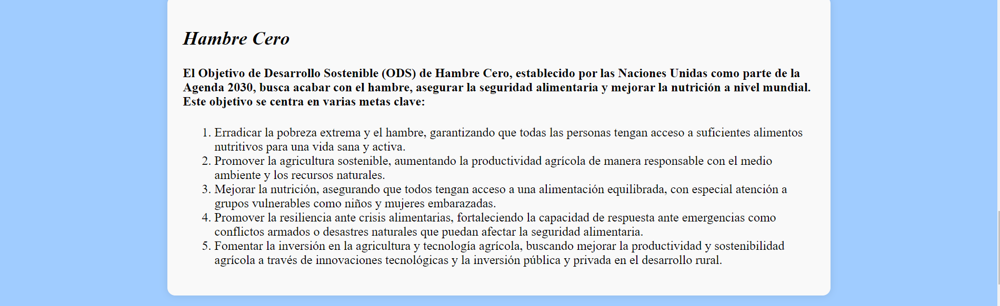 Hambre Cero
El Objetivo de Desarrollo Sostenible (ODS) de Hambre Cero, establecido por las Naciones Unidas como parte de la
Agenda 2030, busca acabar con el hambre, asegurar la seguridad alimentaria y mejorar la nutrición a nivel mundial.
Este objetivo se centra en varias metas clave:
1. Erradicar la pobreza extrema y el hambre, garantizando que todas las personas tengan acceso a suficientes alimentos
nutritivos para una vida sana y activa.
2. Promover la agricultura sostenible, aumentando la productividad agrícola de manera responsable con el medio
ambiente y los recursos naturales.
3. Mejorar la nutrición, asegurando que todos tengan acceso a una alimentación equilibrada, con especial atención a
grupos vulnerables como niños y mujeres embarazadas.
4. Promover la resiliencia ante crisis alimentarias, fortaleciendo la capacidad de respuesta ante emergencias como
conflictos armados o desastres naturales que puedan afectar la seguridad alimentaria.
5. Fomentar la inversión en la agricultura y tecnología agrícola, buscando mejorar la productividad y sostenibilidad
agrícola a través de innovaciones tecnológicas y la inversión pública y privada en el desarrollo rural.